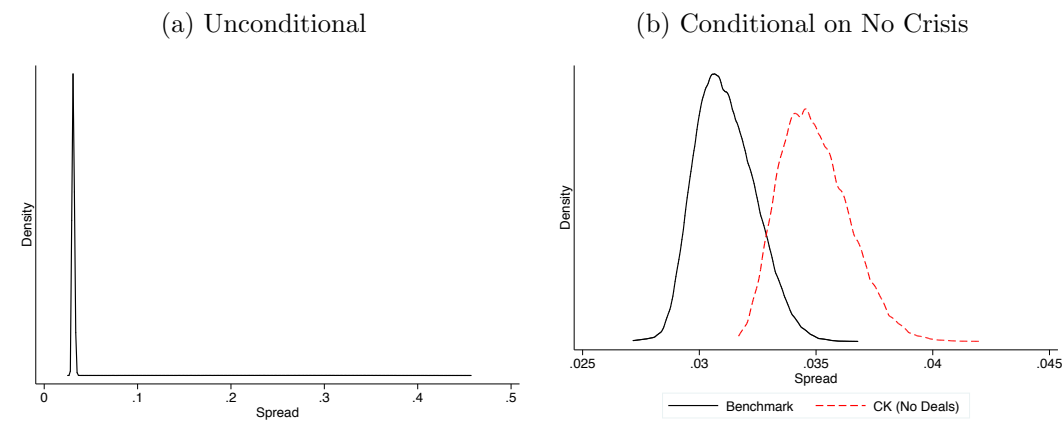 (a) Unconditional
Density
0 .1 .2 .3 .4 .5
Spread
(b) Conditional on No Crisis
Density
.025 .03 .035 .04 .045
Spread
Benchmark CK (No Deals)